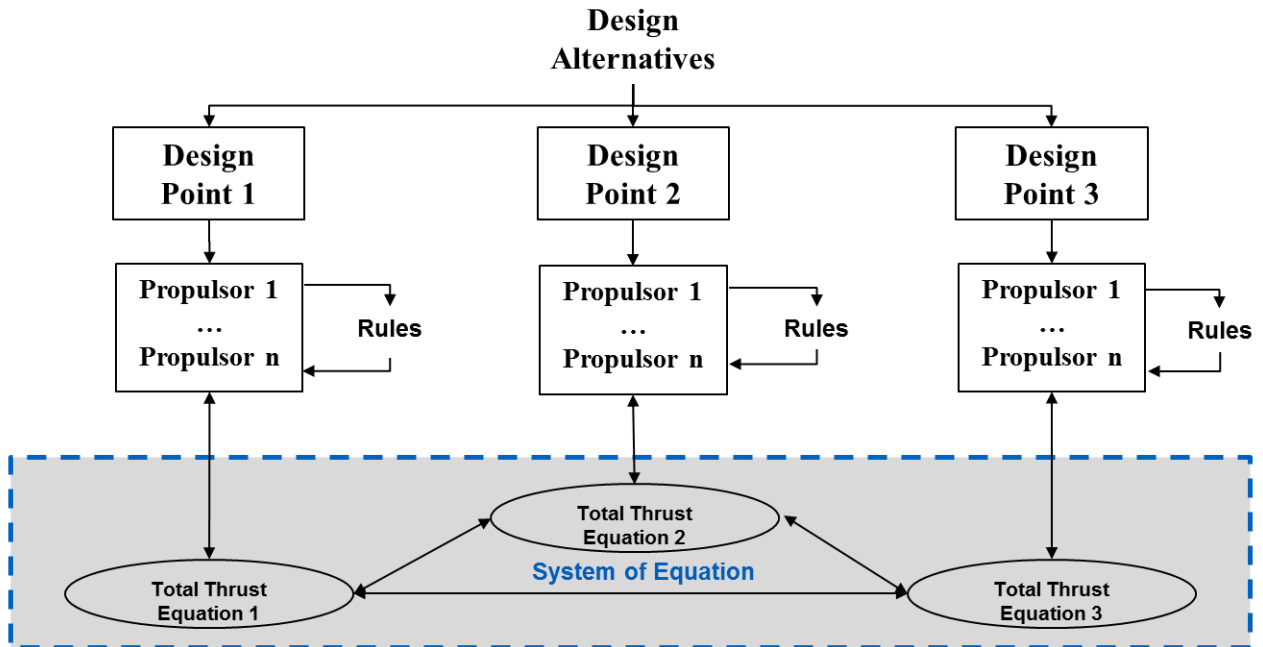 Design
Alternatives
Design
Point 1
Design
Point 2
Design
Point 3
Propulsor 1
...
Propulsor n
Rules
Propulsor 1
...
Propulsor n
Rules
Propulsor 1
...
Propulsor n
Rules
Total Thrust
Equation 2
System of Equation
Total Thrust
Equation 1
Total Thrust
Equation 3